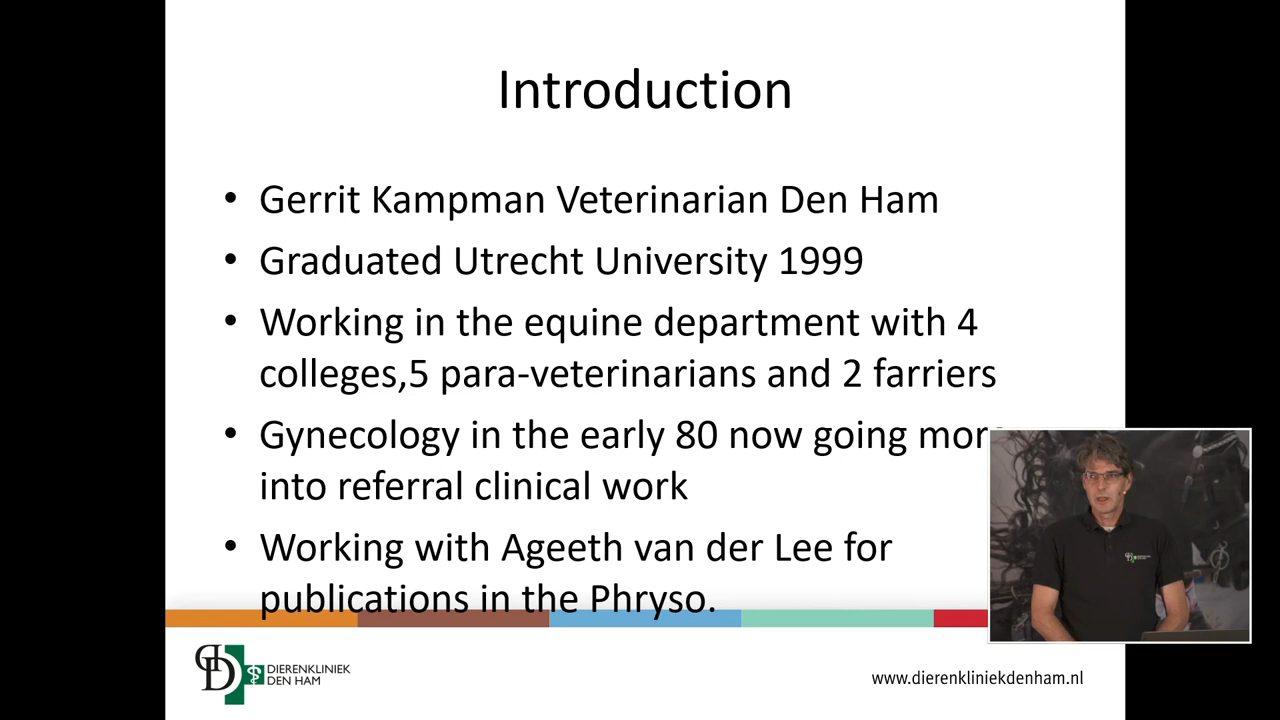 Introduction
• Gerrit Kampman Veterinarian Den Ham
• Graduated Utrecht University 1999
• Working in the equine department with 4
colleges,5 para-veterinarians and 2 farriers
• Gynecology in the early 80 now going more
into referral clinical work
• Working with Ageeth van der Lee for
publications in the Phryso.
DIERENKLINIEK
DEN HAM
www.dierenkliniekdenham.nl